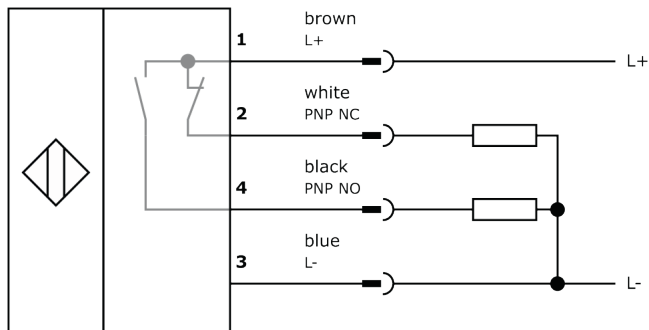 brown
1
L+
L+
white
2
PNP NC
black
4
PNP NO
blue
3
L-
L-